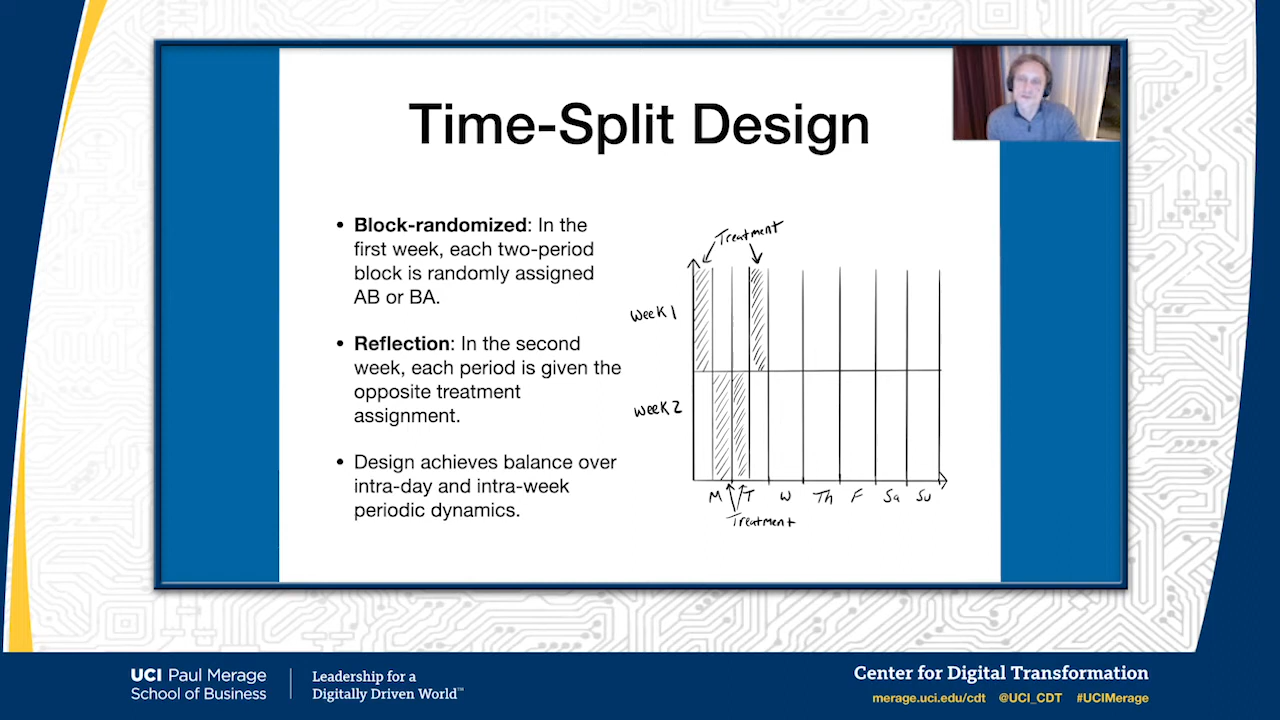 Time-Split Design
• Block-randomized: In the
first week, each two-period
block is randomly assigned
AB or BA.
• Reflection: In the second
week, each period is given the
opposite treatment
assignment.
• Design achieves balance over
intra-day and intra-week
periodic dynamics.
Treatment
Week 1
Week 2
M T W Th F Sa Su
Treatment
UCI Paul Merage
School of Business
Leadership for a
Digitally Driven World™
Center for Digital Transformation
merage.uci.edu/cdt @UCI_CDT #UCIMerage